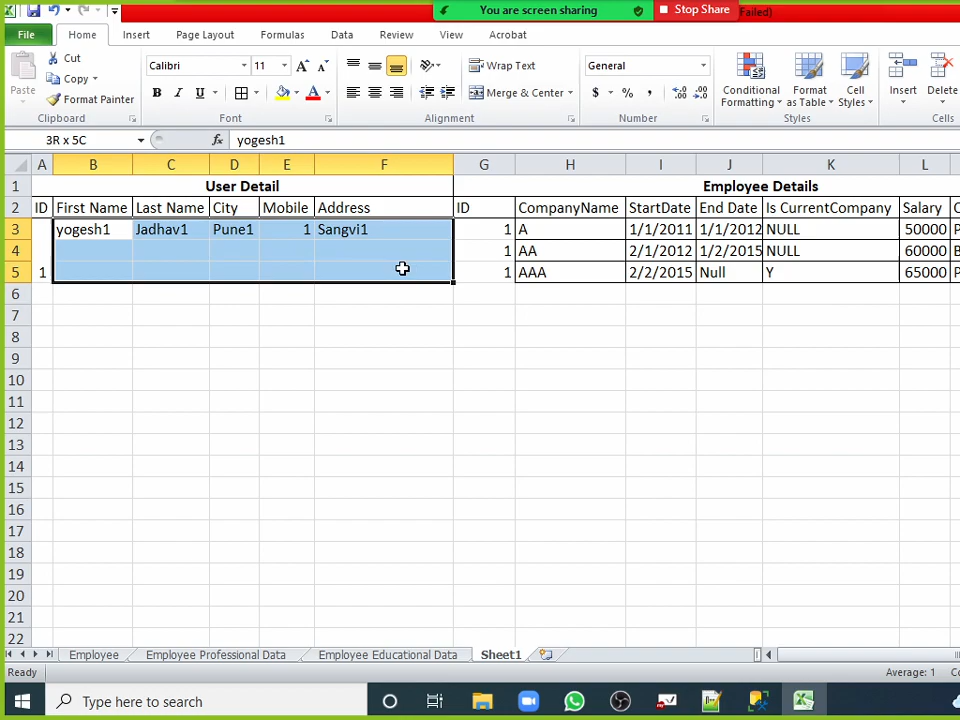 You are screen sharing Stop Share Failed)
File Home Insert Page Layout Formulas Data Review View Acrobat
Cut Calibri 11 A A Wrap Text General
Paste Copy Conditional Format Cell Insert Delete
Format Painter B I U A Merge & Center $ % , Formatting as Table Styles
Clipboard Font Alignment Number Styles Cells
3R x 5C fx yogesh1
A B C D E F G H I J K L
1 User Detail Employee Details
2 ID First Name Last Name City Mobile Address ID CompanyName StartDate End Date Is CurrentCompany Salary
3 yogesh1 Jadhav1 Pune1 1 Sangvi1 1 A 1/1/2011 1/1/2012 NULL 50000 P
4 1 AA 2/1/2012 1/2/2015 NULL 60000 B
5 1 1 AAA 2/2/2015 Null Y 65000 P
6
7
8
9
10
11
12
13
14
15
16
17
18
19
20
21
22
Employee Employee Professional Data Employee Educational Data Sheet1
Ready Average: 1 Co
Type here to search